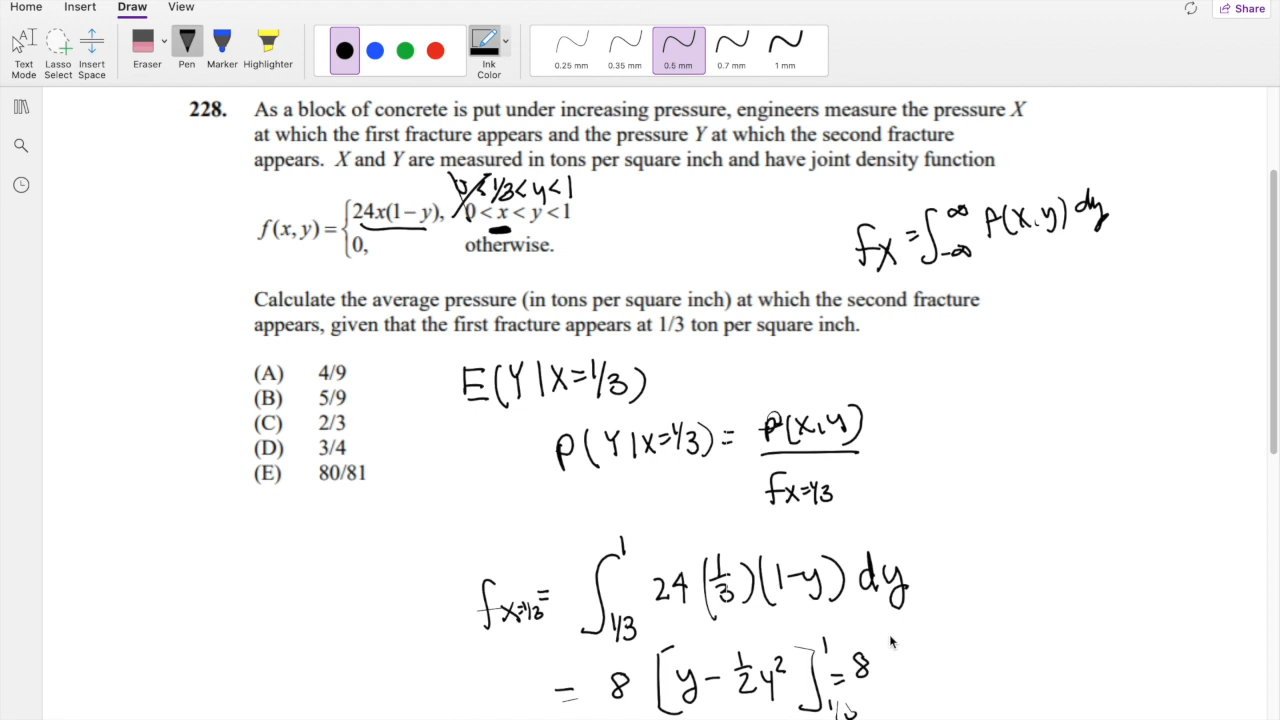 Home Insert Draw View Share
Text Mode Lasso Select Insert Space Eraser Pen Marker Highlighter Ink Color 0.25 mm 0.35 mm 0.5 mm 0.7 mm 1 mm
228. As a block of concrete is put under increasing pressure, engineers measure the pressure X
at which the first fracture appears and the pressure Y at which the second fracture
appears. X and Y are measured in tons per square inch and have joint density function
1/3 < y < 1
f(x, y) = { 24x(1 − y), 0 < x < y < 1
0, otherwise.
fx = ∫_{-∞}^{∞} P(x,y) dy
Calculate the average pressure (in tons per square inch) at which the second fracture
appears, given that the first fracture appears at 1/3 ton per square inch.
(A) 4/9
(B) 5/9
(C) 2/3
(D) 3/4
(E) 80/81
E(Y|X=1/3)
P(Y|X=1/3) = P(x,y) / fx=1/3
fx=1/3 = ∫_{1/3}^{1} 24 (1/3)(1-y) dy
= 8 [y - 1/2 y²]_{1/3}^{1} = 8